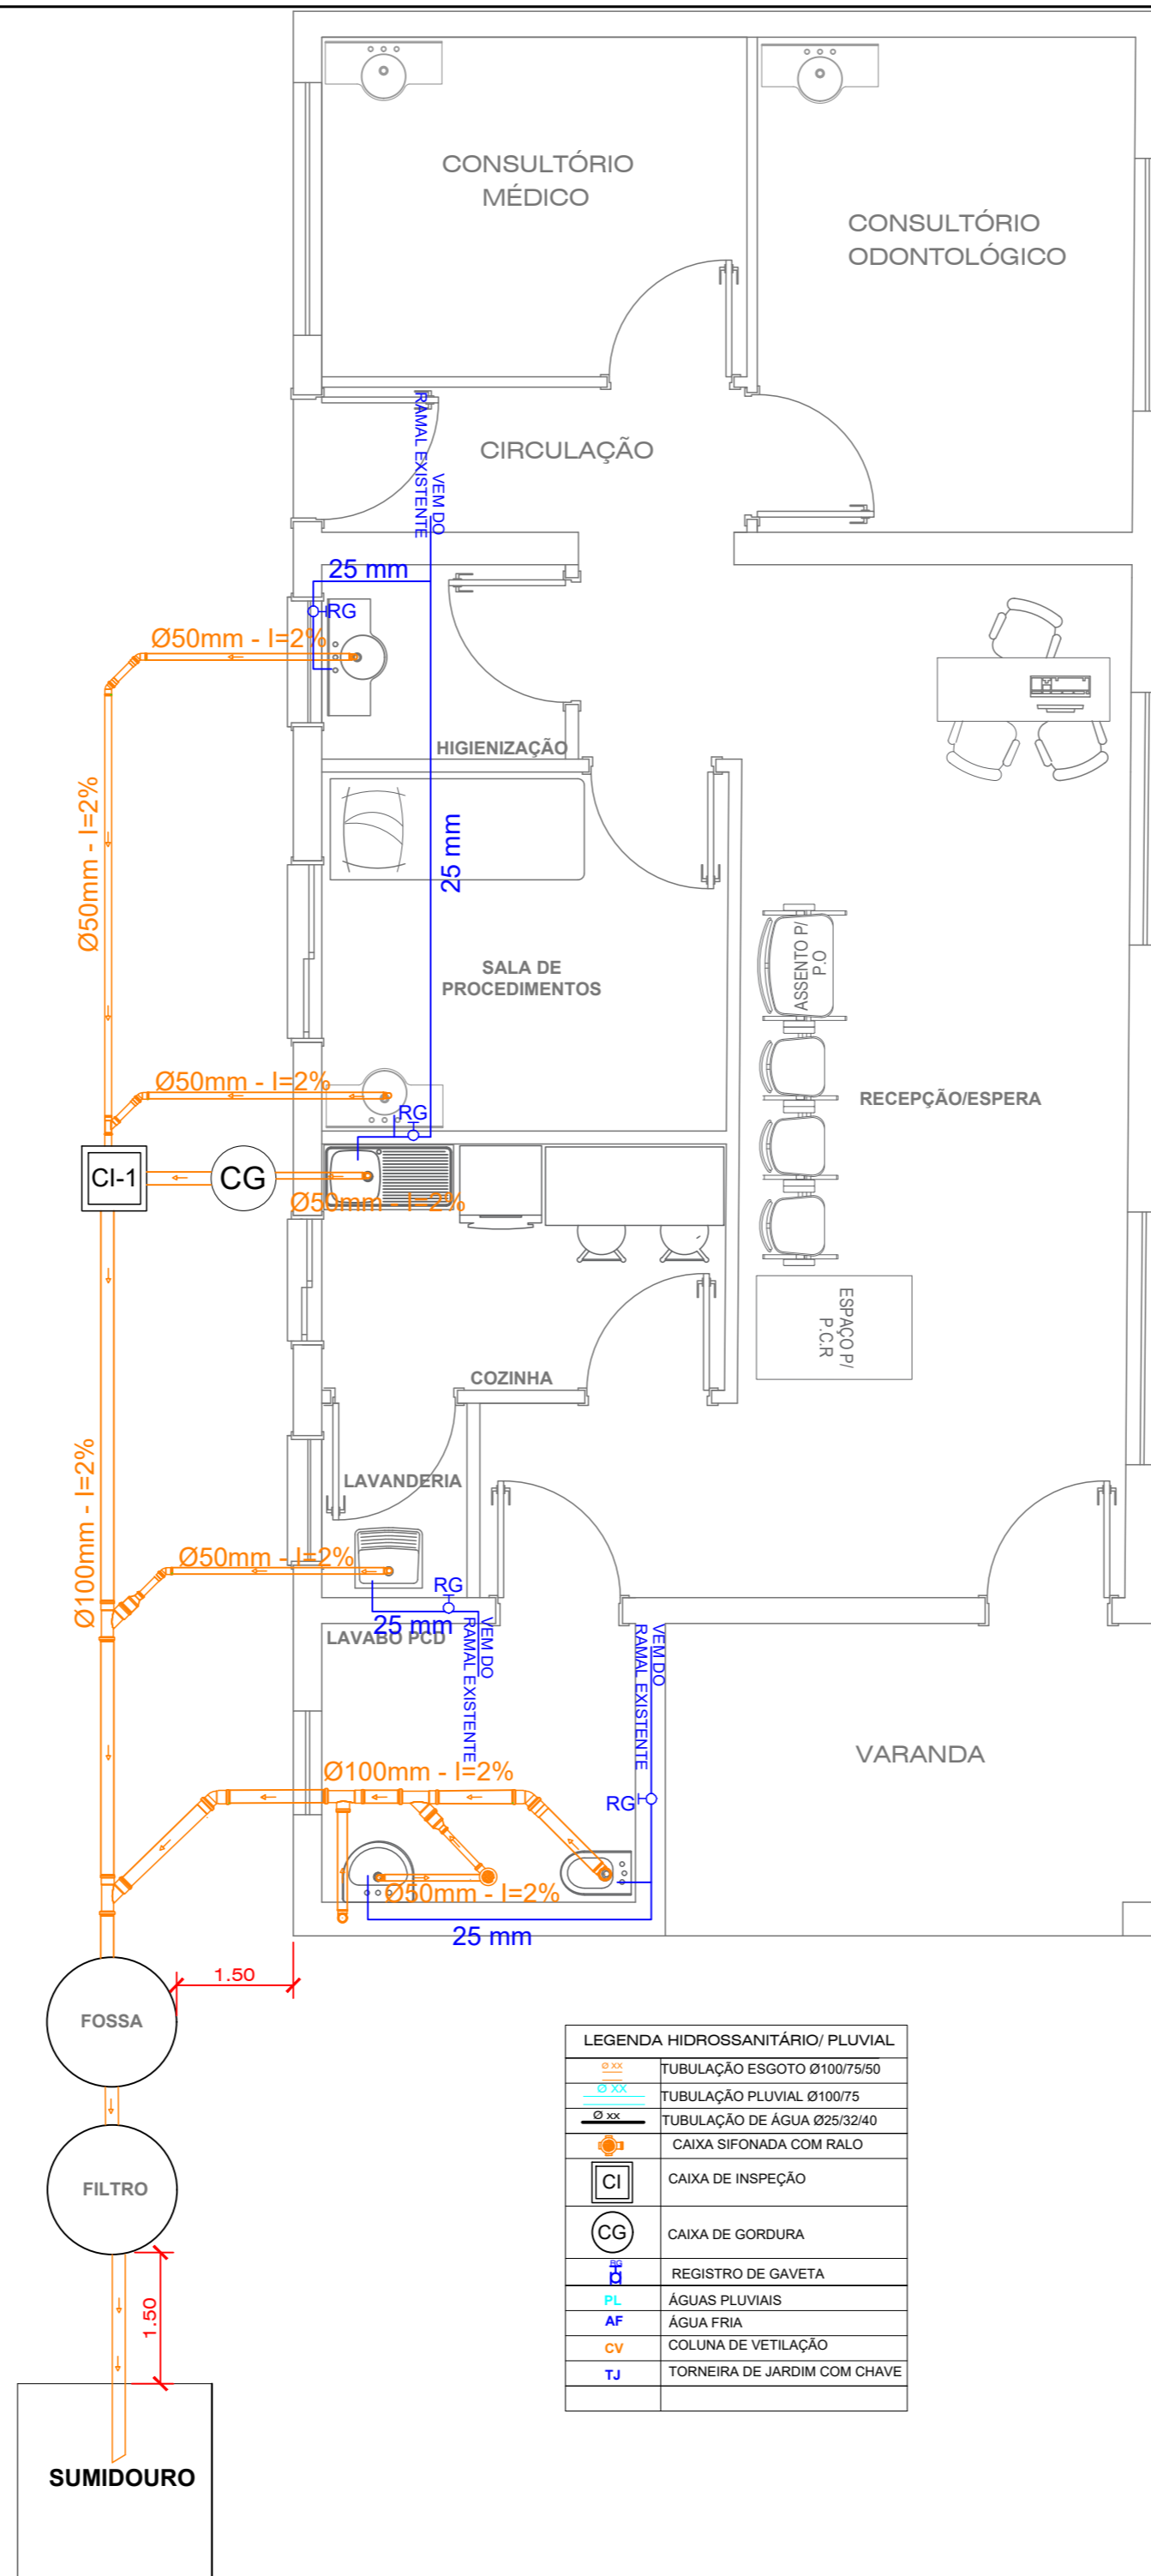 CONSULTÓRIO
MÉDICO
CONSULTÓRIO
ODONTOLÓGICO
CIRCULAÇÃO
VEM DO
RAMAL EXISTENTE
25 mm
RG
Ø50mm - I=2%
HIGIENIZAÇÃO
Ø50mm - I=2%
25 mm
SALA DE
PROCEDIMENTOS
ASSENTO P/
P.O
RECEPÇÃO/ESPERA
Ø50mm - I=2%
RG
CI-1
CG
Ø50mm - I=2%
ESPAÇO P/
P.C.R
COZINHA
LAVANDERIA
Ø100mm - I=2%
Ø50mm - I=2%
RG
25 mm
LAVABO PCD
VEM DO
RAMAL EXISTENTE
VEM DO
RAMAL EXISTENTE
VARANDA
Ø100mm - I=2%
RG
Ø50mm - I=2%
25 mm
1.50
FOSSA
FILTRO
1.50
SUMIDOURO
LEGENDA HIDROSSANITÁRIO/ PLUVIAL
Ø XX TUBULAÇÃO ESGOTO Ø100/75/50
Ø XX TUBULAÇÃO PLUVIAL Ø100/75
Ø xx TUBULAÇÃO DE ÁGUA Ø25/32/40
CAIXA SIFONADA COM RALO
CI CAIXA DE INSPEÇÃO
CG CAIXA DE GORDURA
RG REGISTRO DE GAVETA
PL ÁGUAS PLUVIAIS
AF ÁGUA FRIA
CV COLUNA DE VETILAÇÃO
TJ TORNEIRA DE JARDIM COM CHAVE